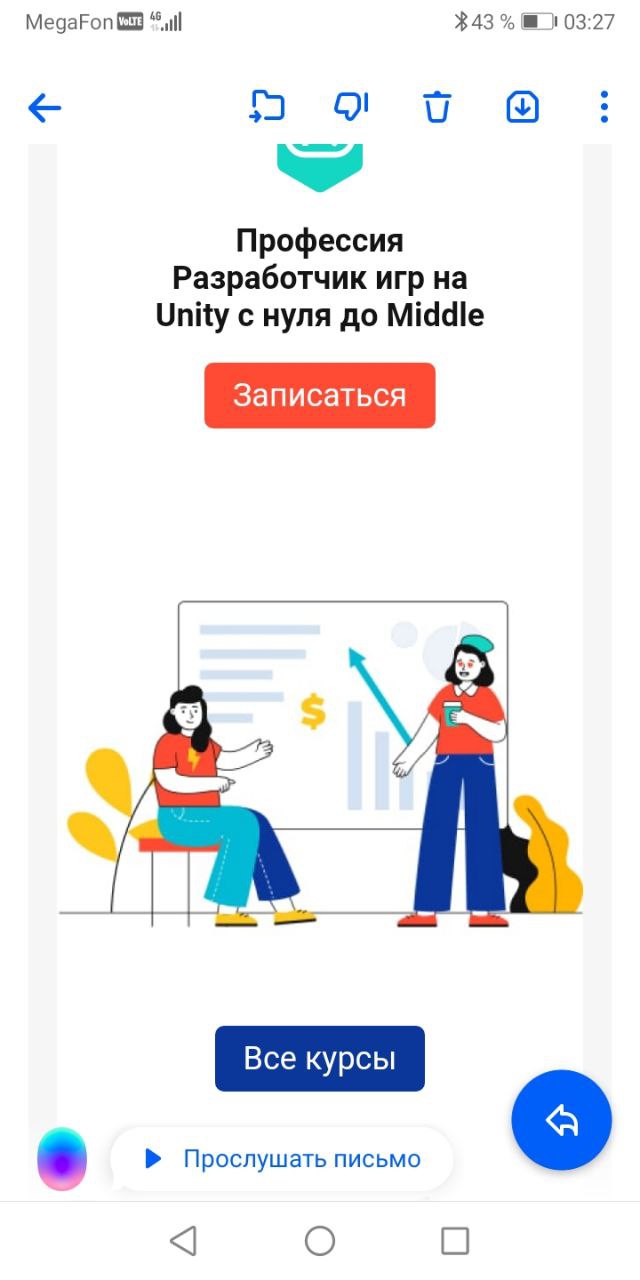 MegaFon VoLTE 4G 43 % 03:27
Профессия
Разработчик игр на
Unity с нуля до Middle
Записаться
$
Все курсы
Прослушать письмо